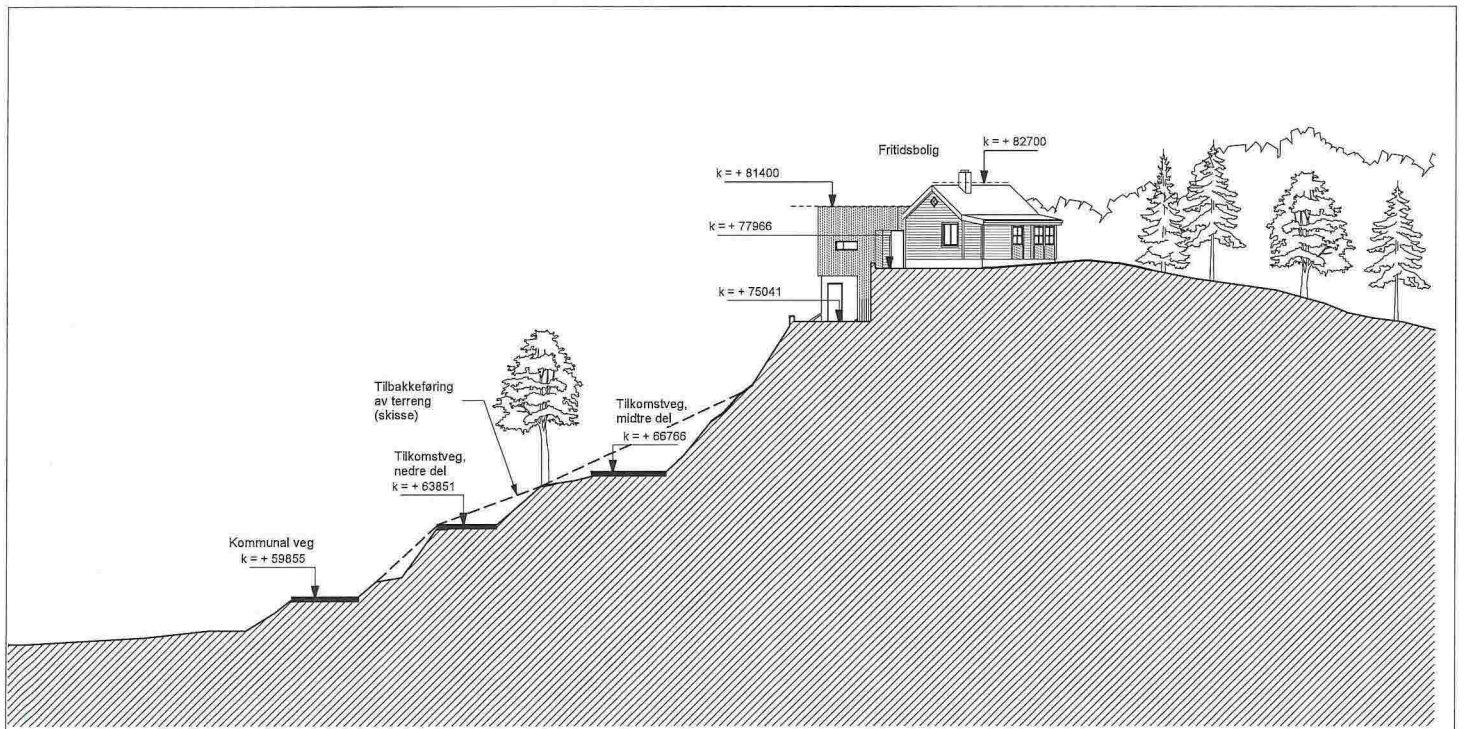 Fritidsbolig
k = + 82700
k = + 81400
k = + 77966
k = + 75041
Tilbakkeføring
av terreng
(skisse)
Tilkomstveg,
midtre del
k = + 66766
Tilkomstveg,
nedre del
k = + 63851
Kommunal veg
k = + 59855